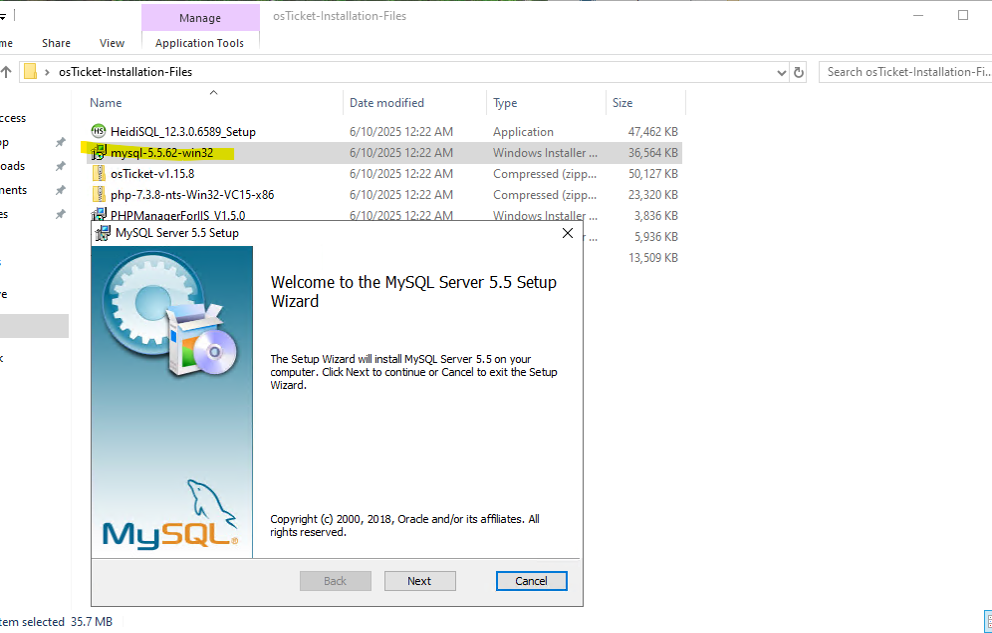 Manage
osTicket-Installation-Files
me
Share
View
Application Tools
osTicket-Installation-Files
Search osTicket-Installation-Fi...
Name
Date modified
Type
Size
ccess
HeidiSQL_12.3.0.6589_Setup
6/10/2025 12:22 AM
Application
47,462 KB
op
mysql-5.5.62-win32
6/10/2025 12:22 AM
Windows Installer ...
36,564 KB
oads
osTicket-v1.15.8
6/10/2025 12:22 AM
Compressed (zipp...
50,127 KB
nents
php-7.3.8-nts-Win32-VC15-x86
6/10/2025 12:22 AM
Compressed (zipp...
23,320 KB
es
PHPManagerForIIS_V1.5.0
6/10/2025 12:22 AM
Windows Installer ...
3,836 KB
r ...
5,936 KB
13,509 KB
MySQL Server 5.5 Setup
Welcome to the MySQL Server 5.5 Setup
Wizard
The Setup Wizard will install MySQL Server 5.5 on your
computer. Click Next to continue or Cancel to exit the Setup
Wizard.
MySQL®
Copyright (c) 2000, 2018, Oracle and/or its affiliates. All
rights reserved.
Back
Next
Cancel
tem selected
35.7 MB